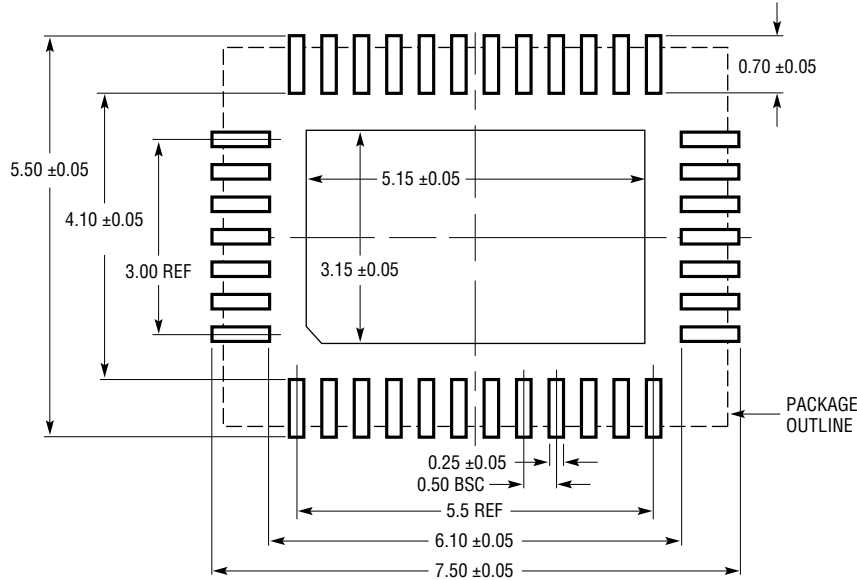 0.70 ±0.05
5.50 ±0.05
5.15 ±0.05
4.10 ±0.05
3.00 REF
3.15 ±0.05
PACKAGE
OUTLINE
0.25 ±0.05
0.50 BSC
5.5 REF
6.10 ±0.05
7.50 ±0.05